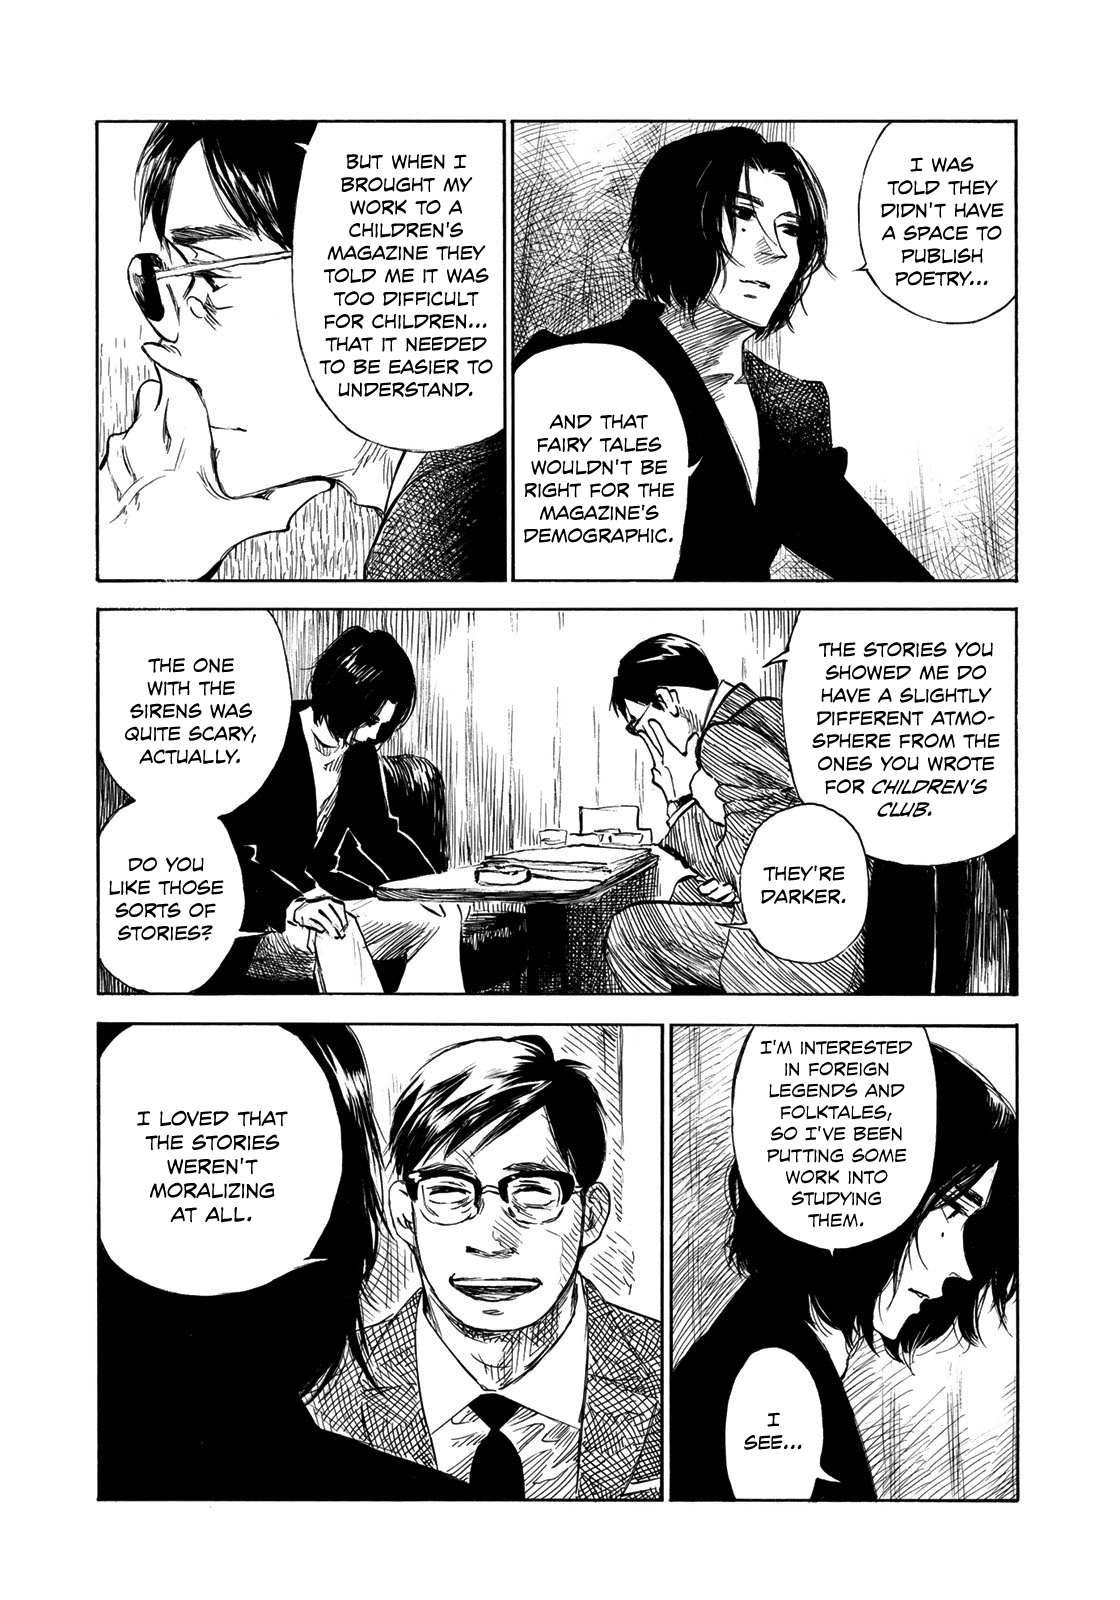 I WAS
TOLD THEY
DIDN'T HAVE
A SPACE TO
PUBLISH
POETRY...
AND THAT
FAIRY TALES
WOULDN'T BE
RIGHT FOR THE
MAGAZINE'S
DEMOGRAPHIC.
BUT WHEN I
BROUGHT MY
WORK TO A
CHILDREN'S
MAGAZINE THEY
TOLD ME IT WAS
TOO DIFFICULT
FOR CHILDREN...
THAT IT NEEDED
TO BE EASIER TO
UNDERSTAND.
THE STORIES YOU
SHOWED ME DO
HAVE A SLIGHTLY
DIFFERENT ATMO-
SPHERE FROM THE
ONES YOU WROTE
FOR CHILDREN'S
CLUB.
THEY'RE
DARKER.
THE ONE
WITH THE
SIRENS WAS
QUITE SCARY,
ACTUALLY.
DO YOU
LIKE THOSE
SORTS OF
STORIES?
I'M INTERESTED
IN FOREIGN
LEGENDS AND
FOLKTALES,
SO I'VE BEEN
PUTTING SOME
WORK INTO
STUDYING
THEM.
I
SEE...
I LOVED THAT
THE STORIES
WEREN'T
MORALIZING
AT ALL.